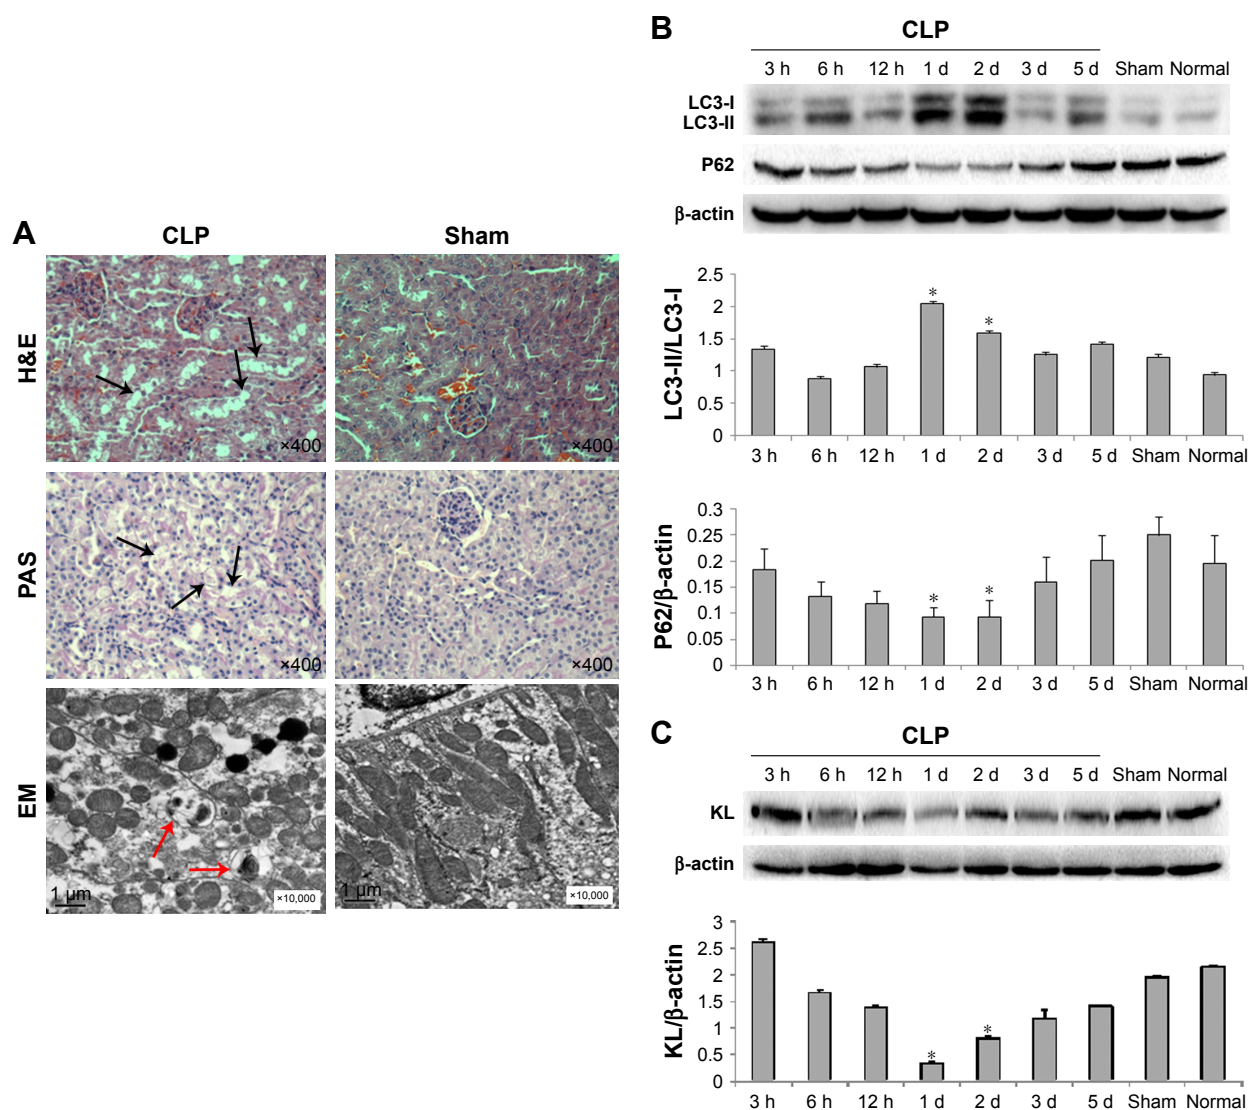 A
CLP Sham
H&E
×400 ×400
PAS
×400 ×400
EM
1 µm ×10,000 1 µm ×10,000
B
CLP
3 h 6 h 12 h 1 d 2 d 3 d 5 d Sham Normal
LC3-I
LC3-II
P62
β-actin
LC3-II/LC3-I
2.5
2
1.5
1
0.5
0
* *
3 h 6 h 12 h 1 d 2 d 3 d 5 d Sham Normal
P62/β-actin
0.3
0.25
0.2
0.15
0.1
0.05
0
* *
3 h 6 h 12 h 1 d 2 d 3 d 5 d Sham Normal
C
CLP
3 h 6 h 12 h 1 d 2 d 3 d 5 d Sham Normal
KL
β-actin
KL/β-actin
3
2.5
2
1.5
1
0.5
0
* *
3 h 6 h 12 h 1 d 2 d 3 d 5 d Sham Normal